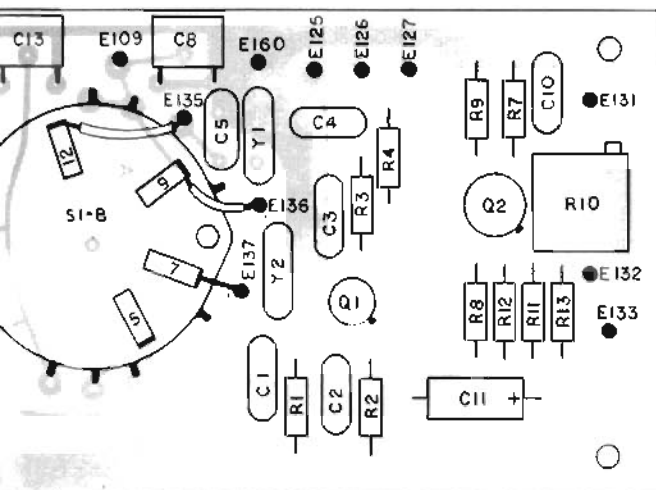 C13
E109
C8
E160
E125
E126
E127
E135
C5
Y1
C4
R4
R9
R7
C10
E131
12
9
S1-B
E136
C3
R3
Q2
R10
7
E137
Y2
Q1
E132
5
R8
R12
R11
R13
E133
C1
R1
C2
R2
C11 +